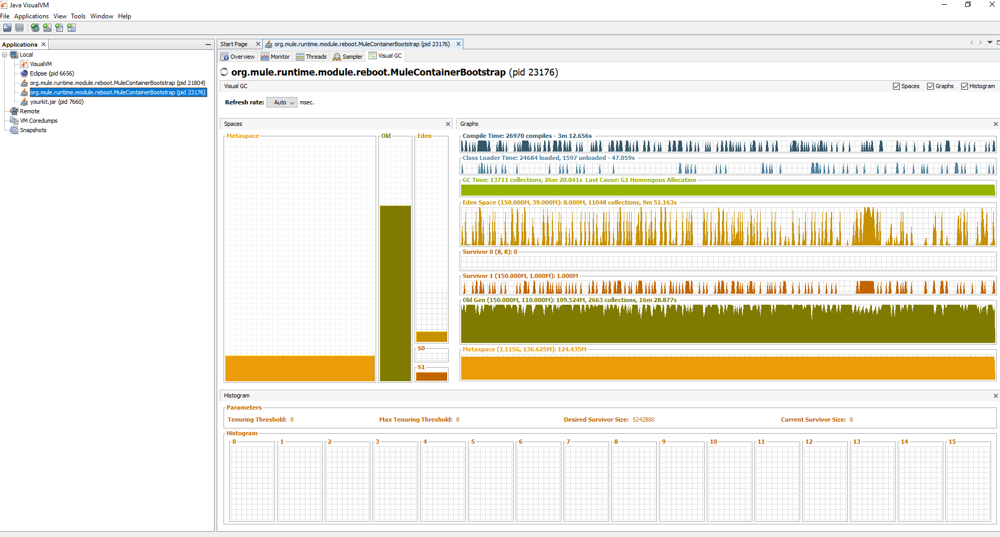 Java VisualVM
File Applications View Tools Window Help
Applications
Local
VisualVM
Eclipse (pid 6656)
org.mule.runtime.module.reboot.MuleContainerBootstrap (pid 21804)
org.mule.runtime.module.reboot.MuleContainerBootstrap (pid 23176)
yourkit.jar (pid 7660)
Remote
VM Coredumps
Snapshots
Start Page org.mule.runtime.module.reboot.MuleContainerBootstrap (pid 23176)
Overview Monitor Threads Sampler Visual GC
org.mule.runtime.module.reboot.MuleContainerBootstrap (pid 23176)
Visual GC Spaces Graphs Histogram
Refresh rate: Auto msec.
Spaces
Metaspace Old Eden
S0
S1
Graphs
Compile Time: 26970 compiles - 3m 12.656s
Class Loader Time: 24684 loaded, 1597 unloaded - 47.059s
GC Time: 13711 collections, 26m 20.041s Last Cause: G1 Humongous Allocation
Eden Space (150.000M, 39.000M): 8.000M, 11048 collections, 9m 51.163s
Survivor 0 (8, 8): 0
Survivor 1 (150.000M, 1.000M): 1.000M
Old Gen (150.000M, 110.000M): 109.524M, 2663 collections, 16m 28.877s
Metaspace (1.115G, 136.625M): 124.435M
Histogram
Parameters
Tenuring Threshold: 8 Max Tenuring Threshold: 8 Desired Survivor Size: 5242880 Current Survivor Size: 8
Histogram
0 1 2 3 4 5 6 7 8 9 10 11 12 13 14 15